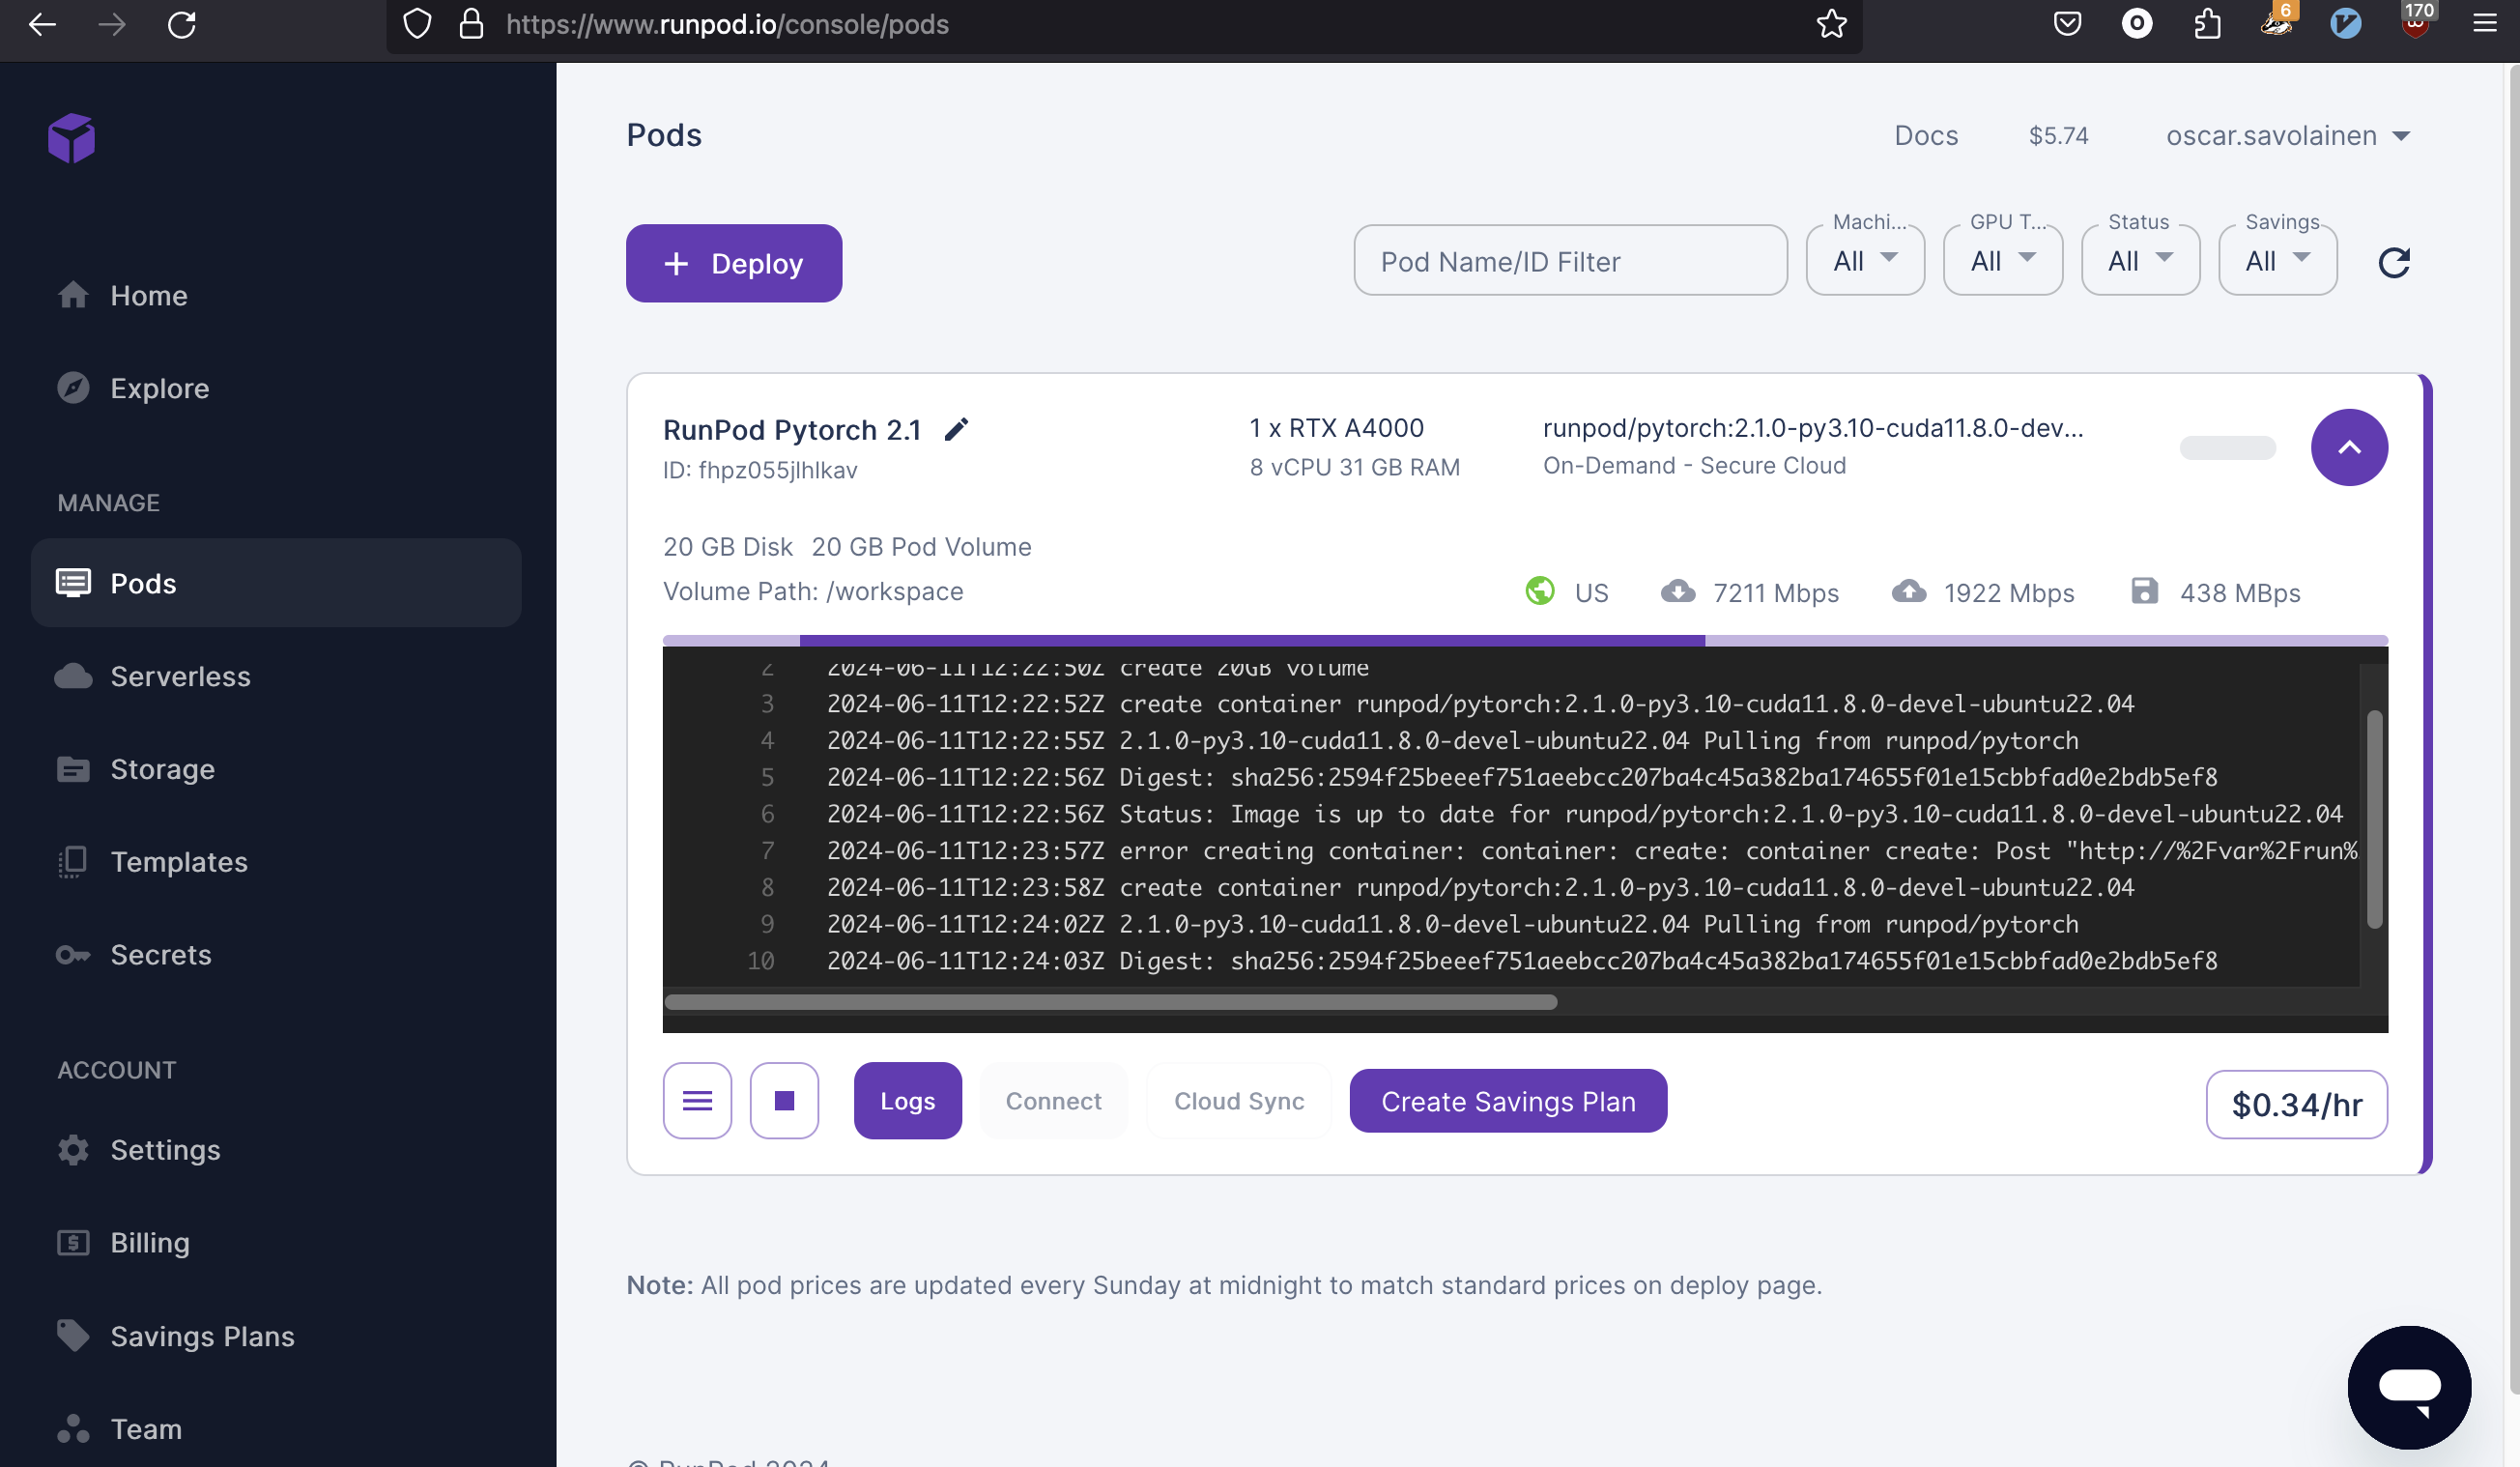 https://www.runpod.io/console/pods
6
170
Home
Explore
MANAGE
Pods
Serverless
Storage
Templates
Secrets
ACCOUNT
Settings
Billing
Savings Plans
Team
Pods
Docs $5.74 oscar.savolainen
+ Deploy
Pod Name/ID Filter
Machi... All
GPU T... All
Status All
Savings All
RunPod Pytorch 2.1
ID: fhpz055jlhlkav
1 x RTX A4000
8 vCPU 31 GB RAM
runpod/pytorch:2.1.0-py3.10-cuda11.8.0-dev...
On-Demand - Secure Cloud
20 GB Disk 20 GB Pod Volume
Volume Path: /workspace
US 7211 Mbps 1922 Mbps 438 MBps
2 2024-06-11T12:22:50Z create 20GB volume
3 2024-06-11T12:22:52Z create container runpod/pytorch:2.1.0-py3.10-cuda11.8.0-devel-ubuntu22.04
4 2024-06-11T12:22:55Z 2.1.0-py3.10-cuda11.8.0-devel-ubuntu22.04 Pulling from runpod/pytorch
5 2024-06-11T12:22:56Z Digest: sha256:2594f25beeef751aeebcc207ba4c45a382ba174655f01e15cbbfad0e2bdb5ef8
6 2024-06-11T12:22:56Z Status: Image is up to date for runpod/pytorch:2.1.0-py3.10-cuda11.8.0-devel-ubuntu22.04
7 2024-06-11T12:23:57Z error creating container: container: create: container create: Post "http://%2Fvar%2Frun%
8 2024-06-11T12:23:58Z create container runpod/pytorch:2.1.0-py3.10-cuda11.8.0-devel-ubuntu22.04
9 2024-06-11T12:24:02Z 2.1.0-py3.10-cuda11.8.0-devel-ubuntu22.04 Pulling from runpod/pytorch
10 2024-06-11T12:24:03Z Digest: sha256:2594f25beeef751aeebcc207ba4c45a382ba174655f01e15cbbfad0e2bdb5ef8
Logs
Connect
Cloud Sync
Create Savings Plan
$0.34/hr
Note: All pod prices are updated every Sunday at midnight to match standard prices on deploy page.
© RunPod 2024